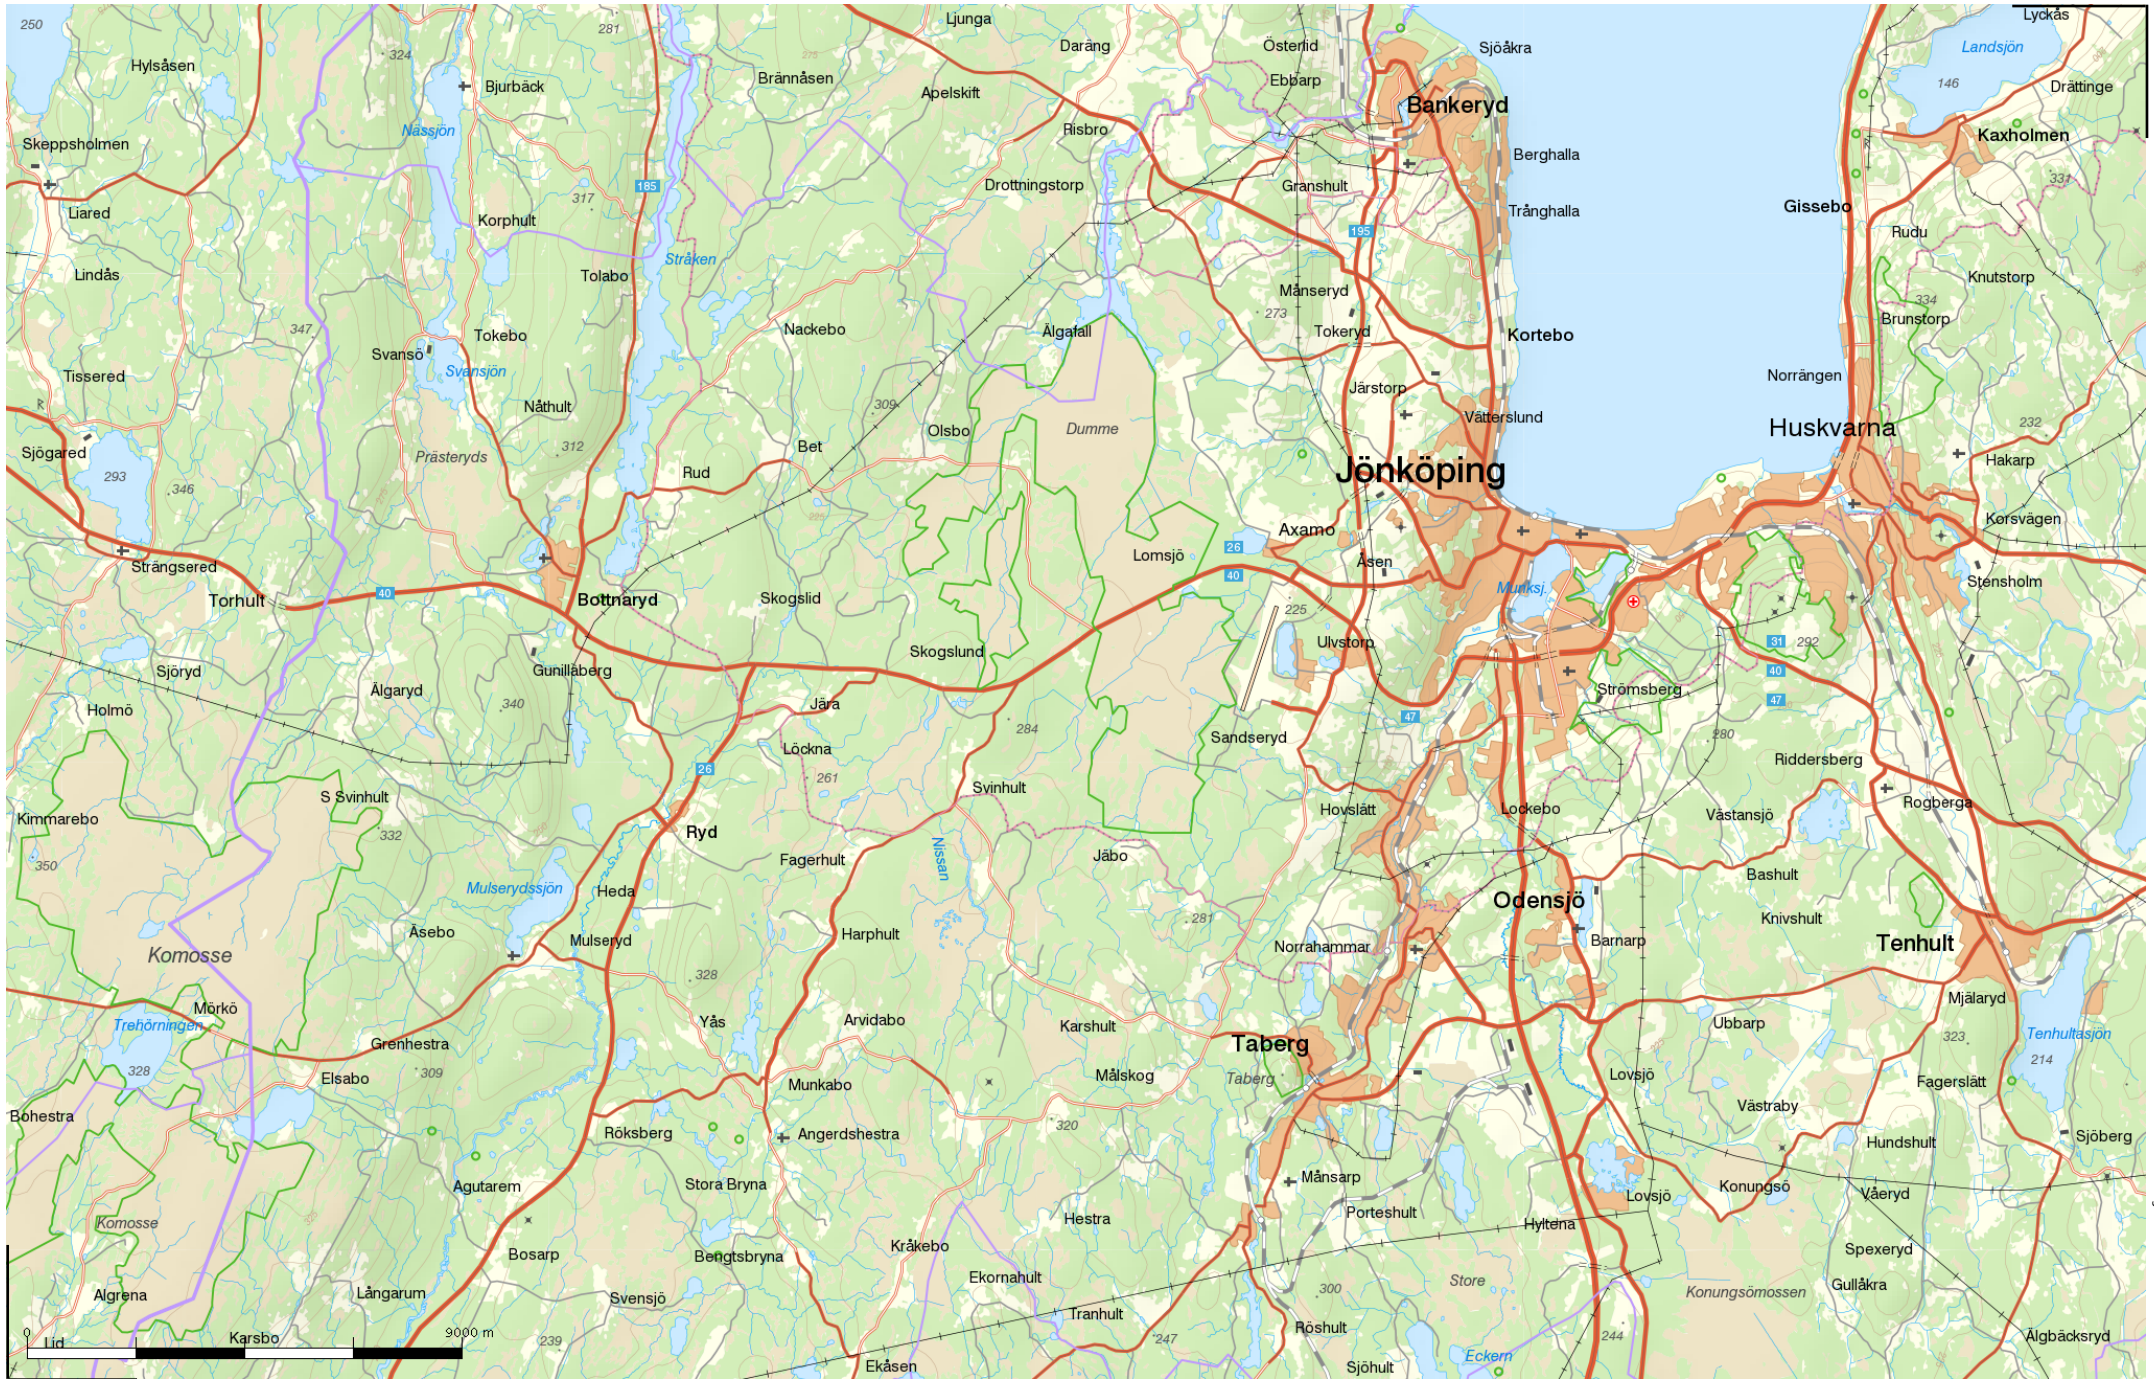 250
Hylsåsen
324
Bjurbäck
281
Brännåsen
275
Ljunga
Daräng
Apelskift
Österlid
Ebbarp
Sjöåkra
Bankeryd
Lyckås
Landsjön
146
Drättinge
Kaxholmen
Skeppsholmen
Nässjön
Risbro
Berghalla
Liared
Korphult
317
185
Drottningstorp
Granshult
Trånghalla
Gissebo
331
195
Rudu
Lindås
Tolabo
Stråken
Månseryd
Knutstorp
334
347
Tokebo
Nackebo
Älgafall
273
Tokeryd
Kortebo
Brunstorp
Svansö
Svansjön
Tissered
Järstorp
Norrängen
Nåthult
309
Olsbo
Dumme
Vätterslund
Huskvarna
232
Sjögared
293
346
Prästeryds
312
Rud
Bet
Jönköping
Hakarp
226
Axamo
Korsvägen
Strängsered
Lomsjö
26
40
Åsen
Munksj.
Stensholm
Torhult
40
Bottnaryd
Skogslid
225
Ulvstorp
31
292
40
47
Sjöryd
Gunillaberg
Skogslund
Strömsberg
Älgaryd
340
Jära
47
Holmö
284
Sandseryd
280
Löckna
26
261
Riddersberg
S Svinhult
Svinhult
Hovslätt
Lockebo
Rogberga
Kimmarebo
332
Ryd
Västansjö
350
Fagerhult
Nissan
Jäbo
Mulserydssjön
Heda
Bashult
Odensjö
Knivshult
Åsebo
Mulseryd
Harphult
281
Norrahammar
Barnarp
Tenhult
Komosse
328
Mörkö
Trehörningen
Yås
Arvidabo
Karshult
Mjälaryd
Ubbarp
Grenhestra
Taberg
323
Tenhultasjön
214
328
Elsabo
309
Munkabo
Målskog
Taberg
Lovsjö
Fagerslätt
Bohestra
Röksberg
Angerdshestra
320
Västraby
Hundshult
Sjöberg
Agutarem
Stora Bryna
Månsarp
Konungsö
Våeryd
Lovsjö
Komosse
Hestra
Porteshult
Hyltena
Bosarp
Bengtsbryna
Kråkebo
Spexeryd
Ekornahult
Store
Gullåkra
Algrena
Långarum
Svensjö
300
Konungsömossen
Tranhult
0
Lid
Karsbo
9000 m
239
247
Röshult
244
Älgbäcksryd
Ekåsen
Sjöhult
Eckern